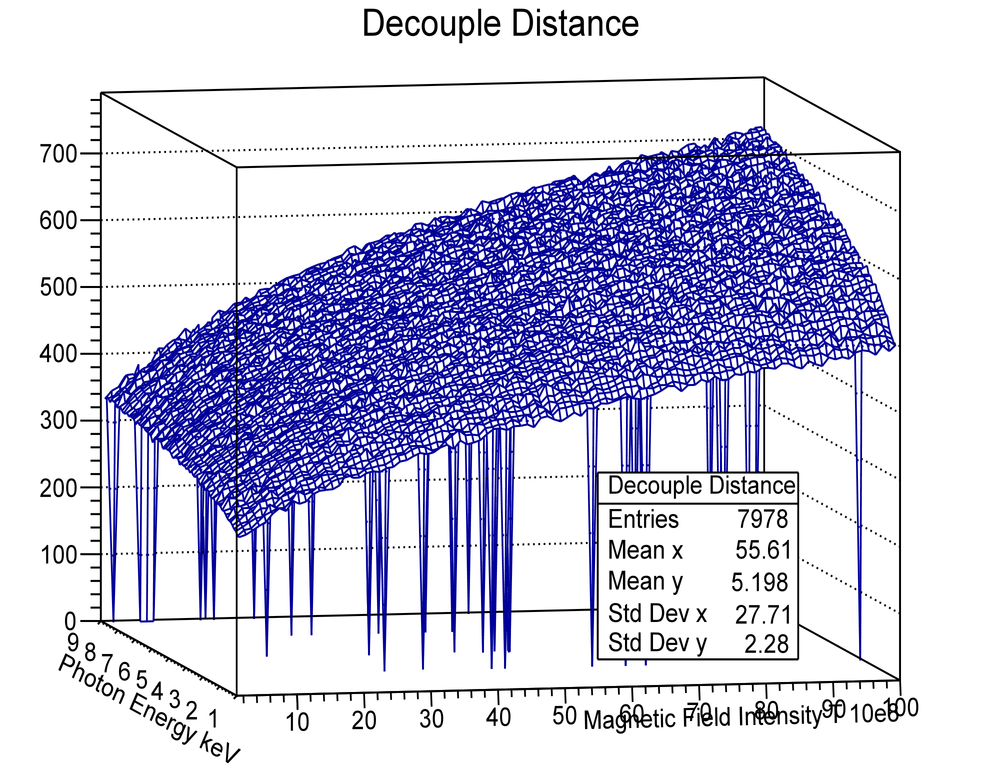 Decouple Distance
700
600
500
400
300
200
100
0
9 8 7 6 5 4 3 2 1
Photon Energy keV
10 20 30 40 50 60 70 80 90 100
Magnetic Field Intensity T 10e8
Decouple Distance
Entries 7978
Mean x 55.61
Mean y 5.198
Std Dev x 27.71
Std Dev y 2.28